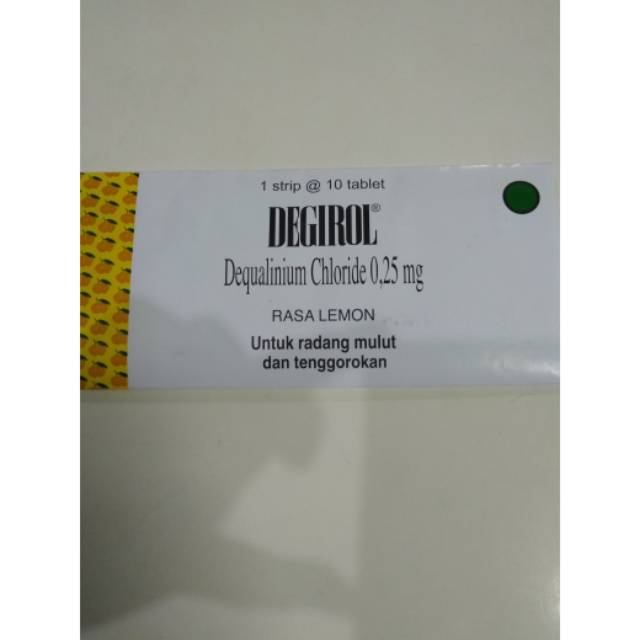 1 strip @ 10 tablet
DEGIROL®
Dequalinium Chloride 0,25 mg
RASA LEMON
Untuk radang mulut
dan tenggorokan